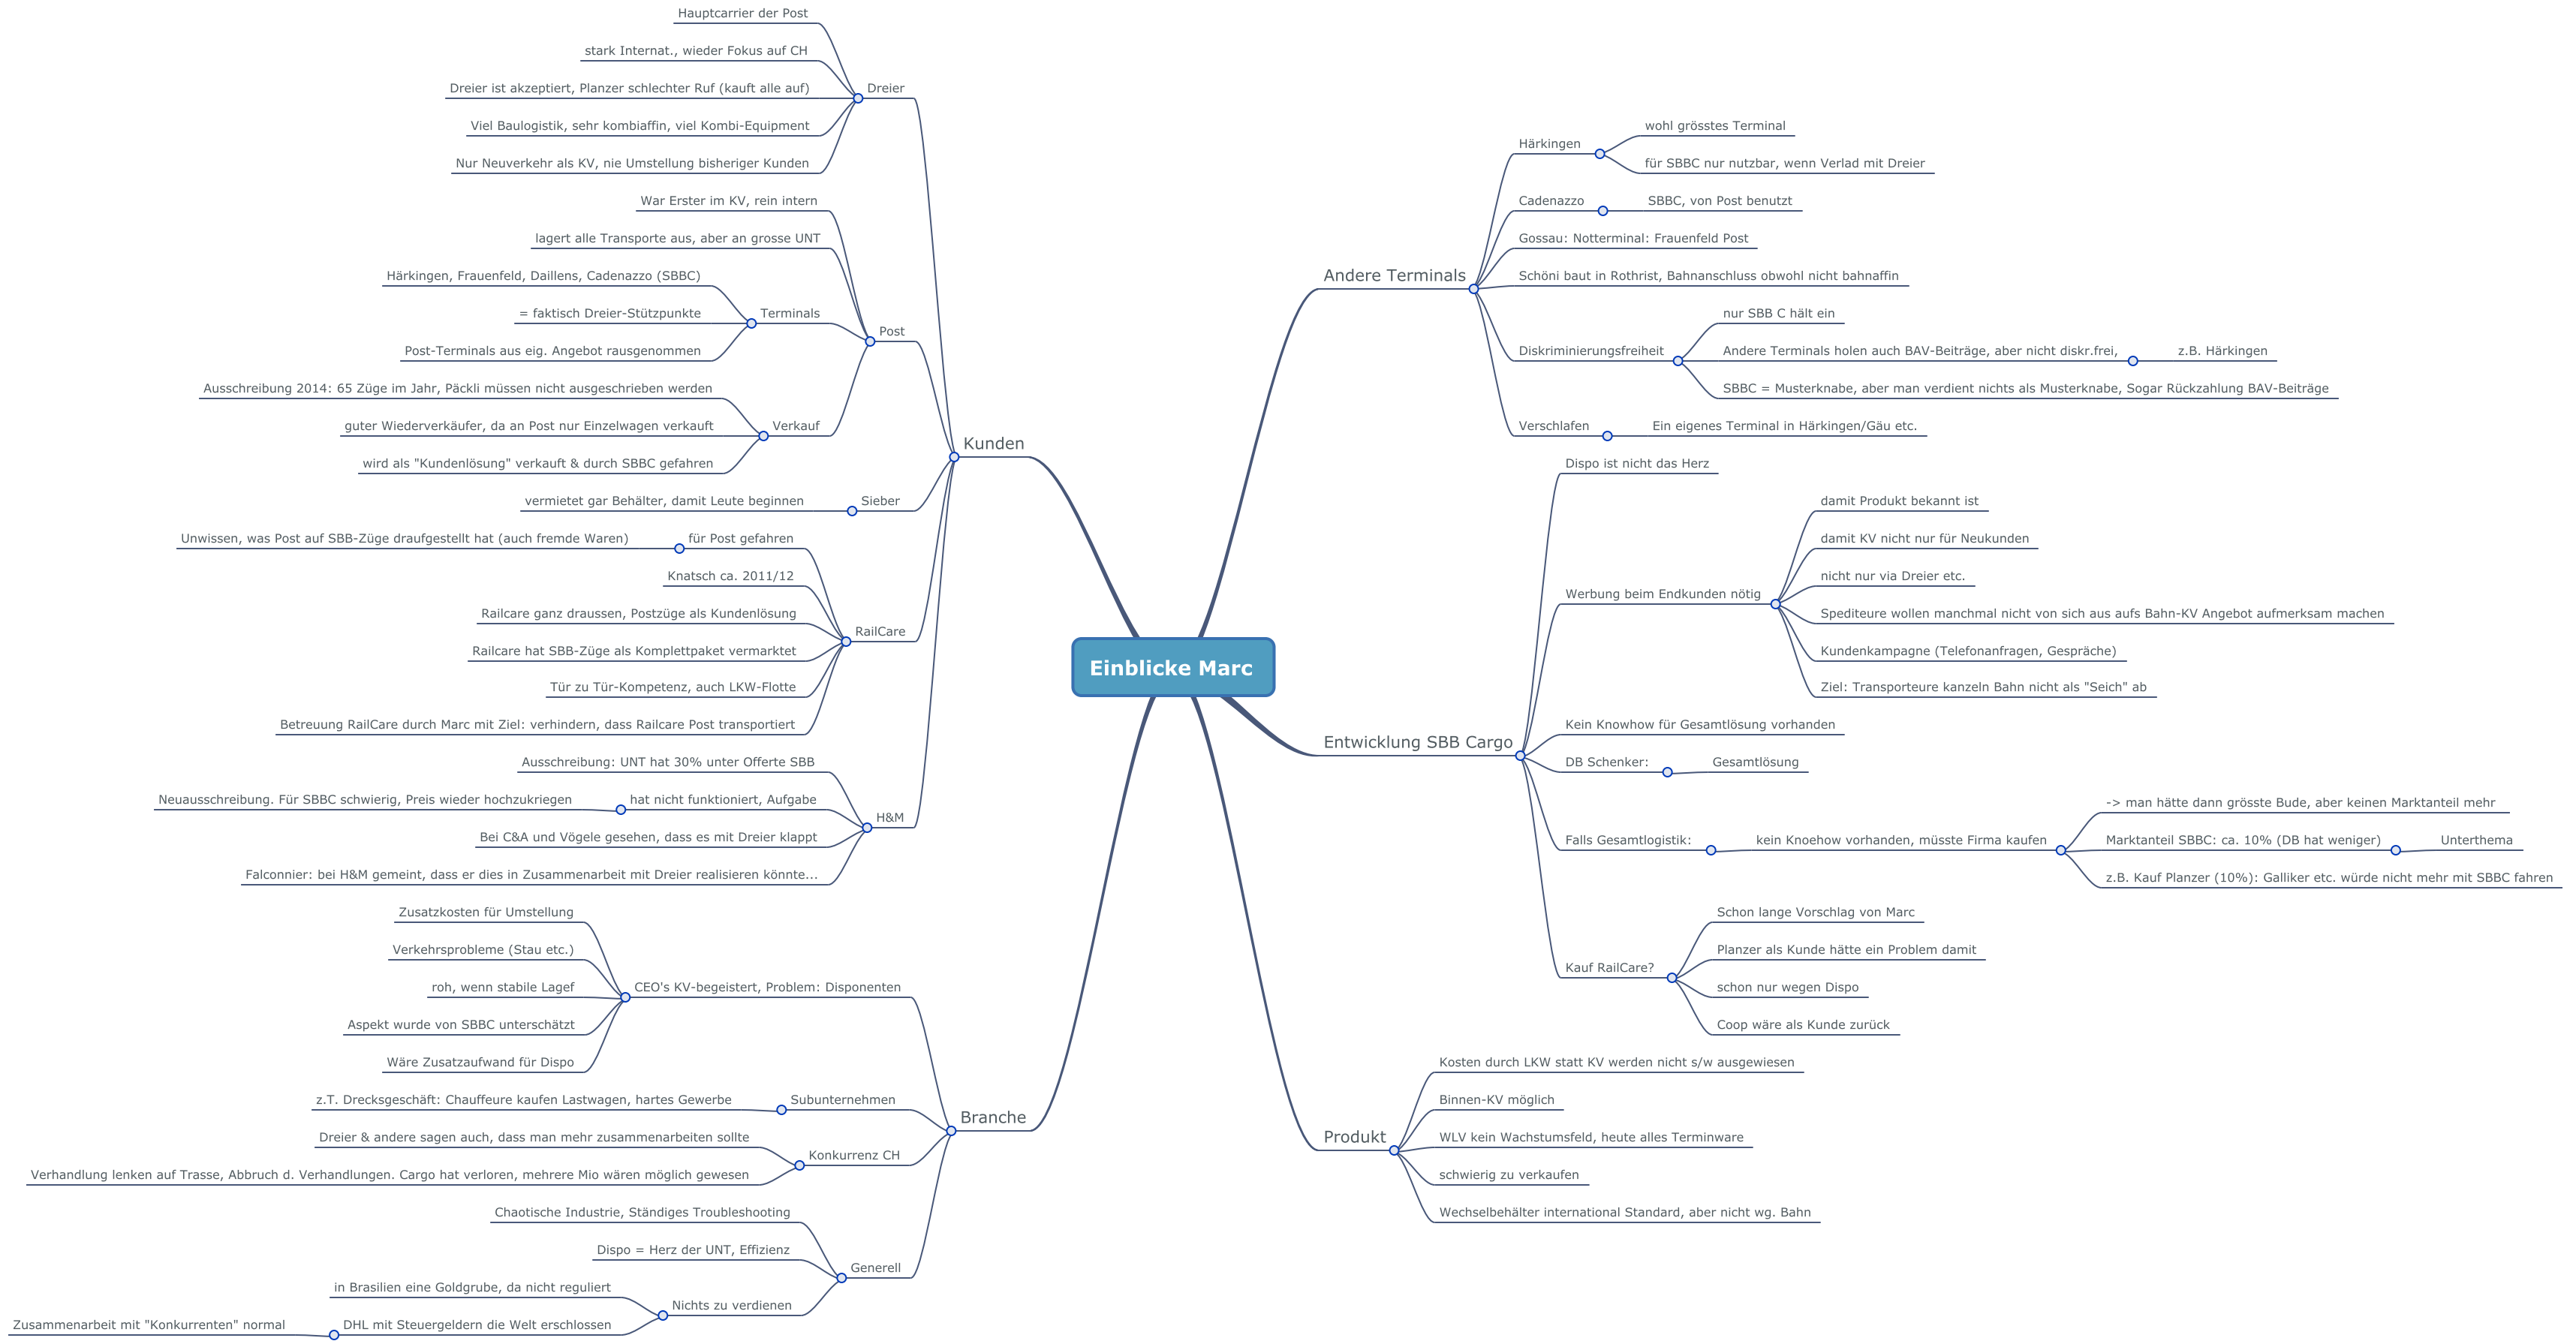 Einblicke Marc
Kunden
Dreier
Hauptcarrier der Post
stark Internat., wieder Fokus auf CH
Dreier ist akzeptiert, Planzer schlechter Ruf (kauft alle auf)
Viel Baulogistik, sehr kombiaffin, viel Kombi-Equipment
Nur Neuverkehr als KV, nie Umstellung bisheriger Kunden
Post
War Erster im KV, rein intern
lagert alle Transporte aus, aber an grosse UNT
Terminals
Härkingen, Frauenfeld, Daillens, Cadenazzo (SBBC)
= faktisch Dreier-Stützpunkte
Post-Terminals aus eig. Angebot rausgenommen
Verkauf
Ausschreibung 2014: 65 Züge im Jahr, Päckli müssen nicht ausgeschrieben werden
guter Wiederverkäufer, da an Post nur Einzelwagen verkauft
wird als "Kundenlösung" verkauft & durch SBBC gefahren
Sieber
vermietet gar Behälter, damit Leute beginnen
RailCare
für Post gefahren
Unwissen, was Post auf SBB-Züge draufgestellt hat (auch fremde Waren)
Knatsch ca. 2011/12
Railcare ganz draussen, Postzüge als Kundenlösung
Railcare hat SBB-Züge als Komplettpaket vermarktet
Tür zu Tür-Kompetenz, auch LKW-Flotte
Betreuung RailCare durch Marc mit Ziel: verhindern, dass Railcare Post transportiert
H&M
Ausschreibung: UNT hat 30% unter Offerte SBB
hat nicht funktioniert, Aufgabe
Neuausschreibung. Für SBBC schwierig, Preis wieder hochzukriegen
Bei C&A und Vögele gesehen, dass es mit Dreier klappt
Falconnier: bei H&M gemeint, dass er dies in Zusammenarbeit mit Dreier realisieren könnte...
Branche
CEO's KV-begeistert, Problem: Disponenten
Zusatzkosten für Umstellung
Verkehrsprobleme (Stau etc.)
roh, wenn stabile Lagef
Aspekt wurde von SBBC unterschätzt
Wäre Zusatzaufwand für Dispo
Subunternehmen
z.T. Drecksgeschäft: Chauffeure kaufen Lastwagen, hartes Gewerbe
Konkurrenz CH
Dreier & andere sagen auch, dass man mehr zusammenarbeiten sollte
Verhandlung lenken auf Trasse, Abbruch d. Verhandlungen. Cargo hat verloren, mehrere Mio wären möglich gewesen
Generell
Chaotische Industrie, Ständiges Troubleshooting
Dispo = Herz der UNT, Effizienz
Nichts zu verdienen
in Brasilien eine Goldgrube, da nicht reguliert
DHL mit Steuergeldern die Welt erschlossen
Zusammenarbeit mit "Konkurrenten" normal
Andere Terminals
Härkingen
wohl grösstes Terminal
für SBBC nur nutzbar, wenn Verlad mit Dreier
Cadenazzo
SBBC, von Post benutzt
Gossau: Notterminal: Frauenfeld Post
Schöni baut in Rothrist, Bahnanschluss obwohl nicht bahnaffin
Diskriminierungsfreiheit
nur SBB C hält ein
Andere Terminals holen auch BAV-Beiträge, aber nicht diskr.frei,
z.B. Härkingen
SBBC = Musterknabe, aber man verdient nichts als Musterknabe, Sogar Rückzahlung BAV-Beiträge
Verschlafen
Ein eigenes Terminal in Härkingen/Gäu etc.
Entwicklung SBB Cargo
Dispo ist nicht das Herz
Werbung beim Endkunden nötig
damit Produkt bekannt ist
damit KV nicht nur für Neukunden
nicht nur via Dreier etc.
Spediteure wollen manchmal nicht von sich aus aufs Bahn-KV Angebot aufmerksam machen
Kundenkampagne (Telefonanfragen, Gespräche)
Ziel: Transporteure kanzeln Bahn nicht als "Seich" ab
Kein Knowhow für Gesamtlösung vorhanden
DB Schenker:
Gesamtlösung
Falls Gesamtlogistik:
kein Knoehow vorhanden, müsste Firma kaufen
-> man hätte dann grösste Bude, aber keinen Marktanteil mehr
Marktanteil SBBC: ca. 10% (DB hat weniger)
Unterthema
z.B. Kauf Planzer (10%): Galliker etc. würde nicht mehr mit SBBC fahren
Kauf RailCare?
Schon lange Vorschlag von Marc
Planzer als Kunde hätte ein Problem damit
schon nur wegen Dispo
Coop wäre als Kunde zurück
Produkt
Kosten durch LKW statt KV werden nicht s/w ausgewiesen
Binnen-KV möglich
WLV kein Wachstumsfeld, heute alles Terminware
schwierig zu verkaufen
Wechselbehälter international Standard, aber nicht wg. Bahn